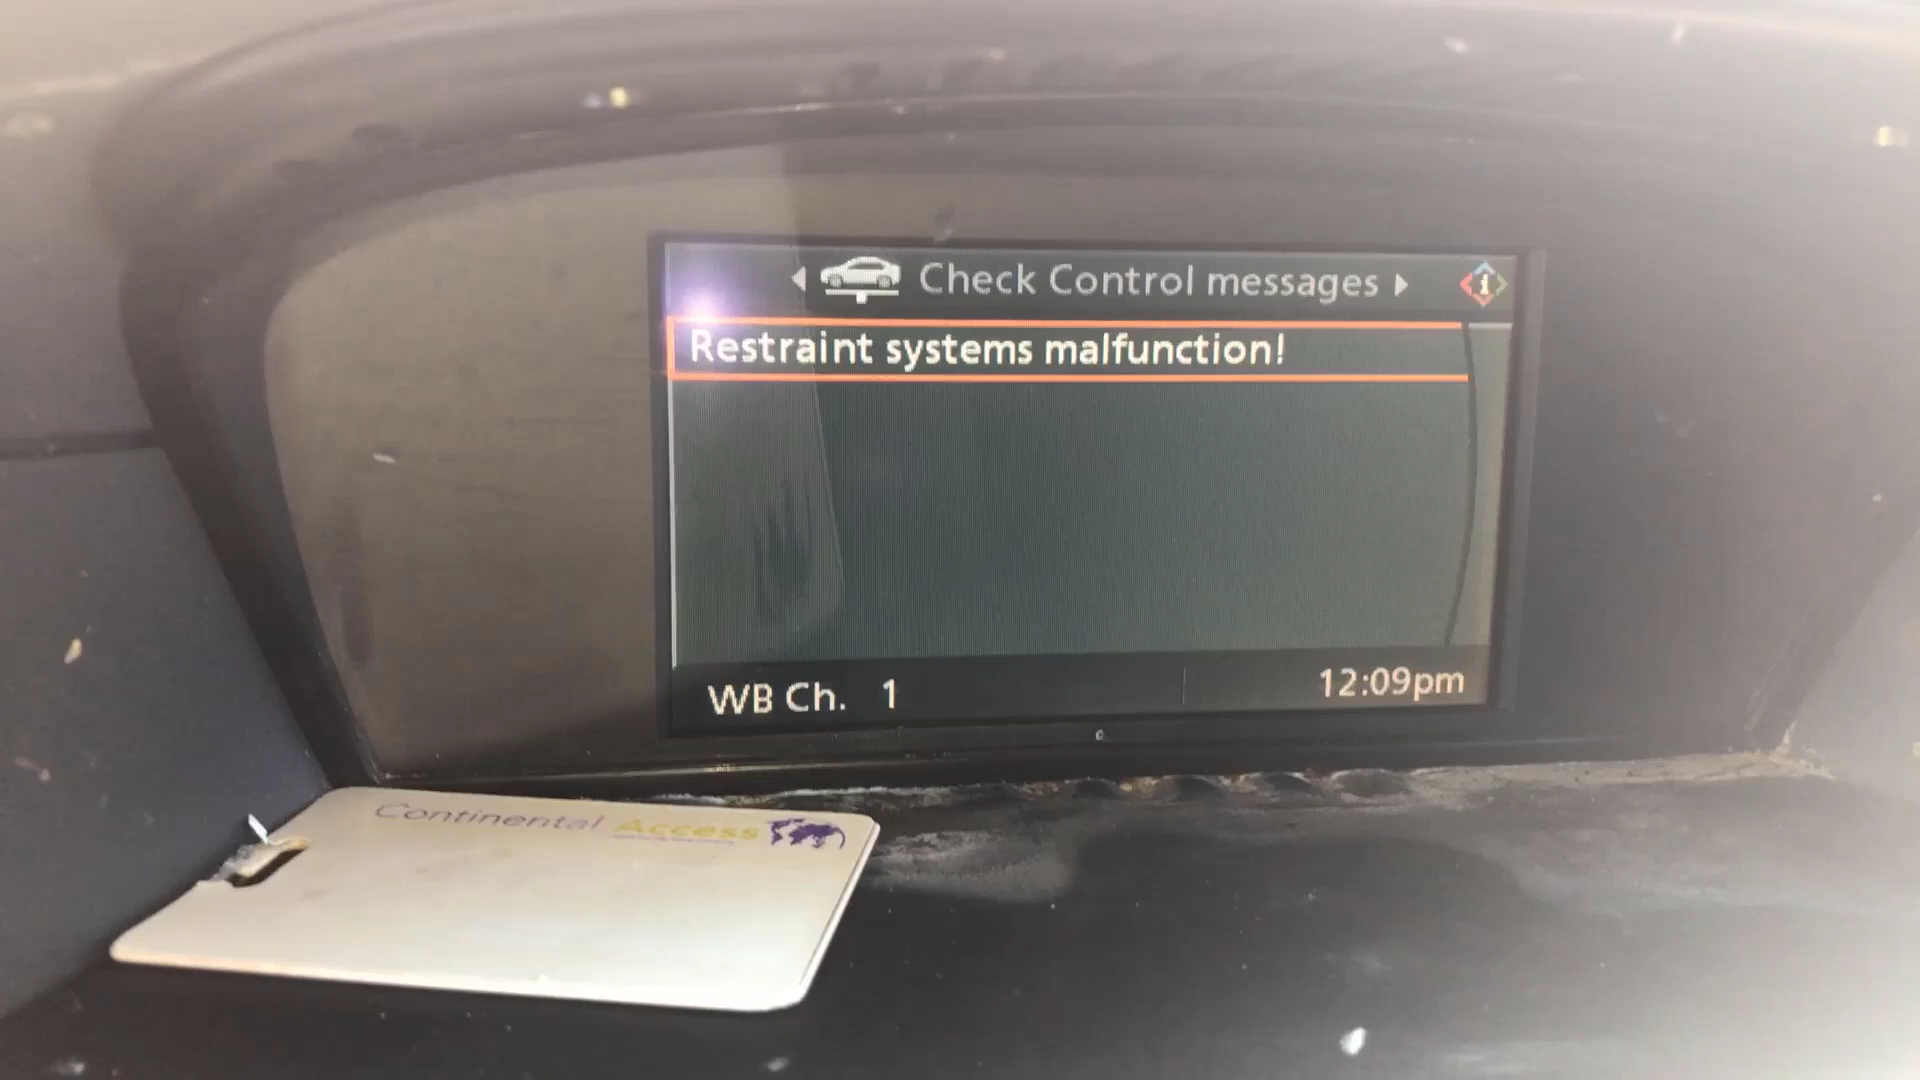 Check Control messages
i
Restraint systems malfunction!
WB Ch. 1
12:09pm
Continental Access